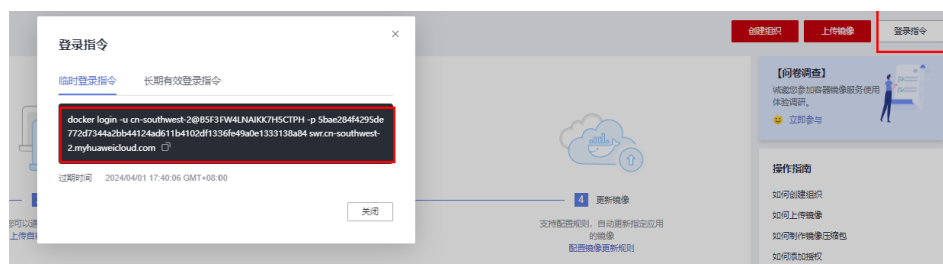 创建组织
上传镜像
登录指令
登录指令
临时登录指令
长期有效登录指令
docker login -u cn-southwest-2@B5F3FW4LNAIKK7H5CTPH -p 5bae284f4295de
772d7344a2bb44124ad611b4102df1336fe49a0e1333138a84 swr.cn-southwest-
2.myhuaweicloud.com
过期时间 2024/04/01 17:40:06 GMT+08:00
关闭
【问卷调查】
诚邀您参加容器镜像服务使用
体验调研。
立即参与
4 更新镜像
支持配置规则，自动更新指定应用
的镜像
配置镜像更新规则
操作指南
如何创建组织
如何上传镜像
如何制作镜像压缩包
如何添加授权